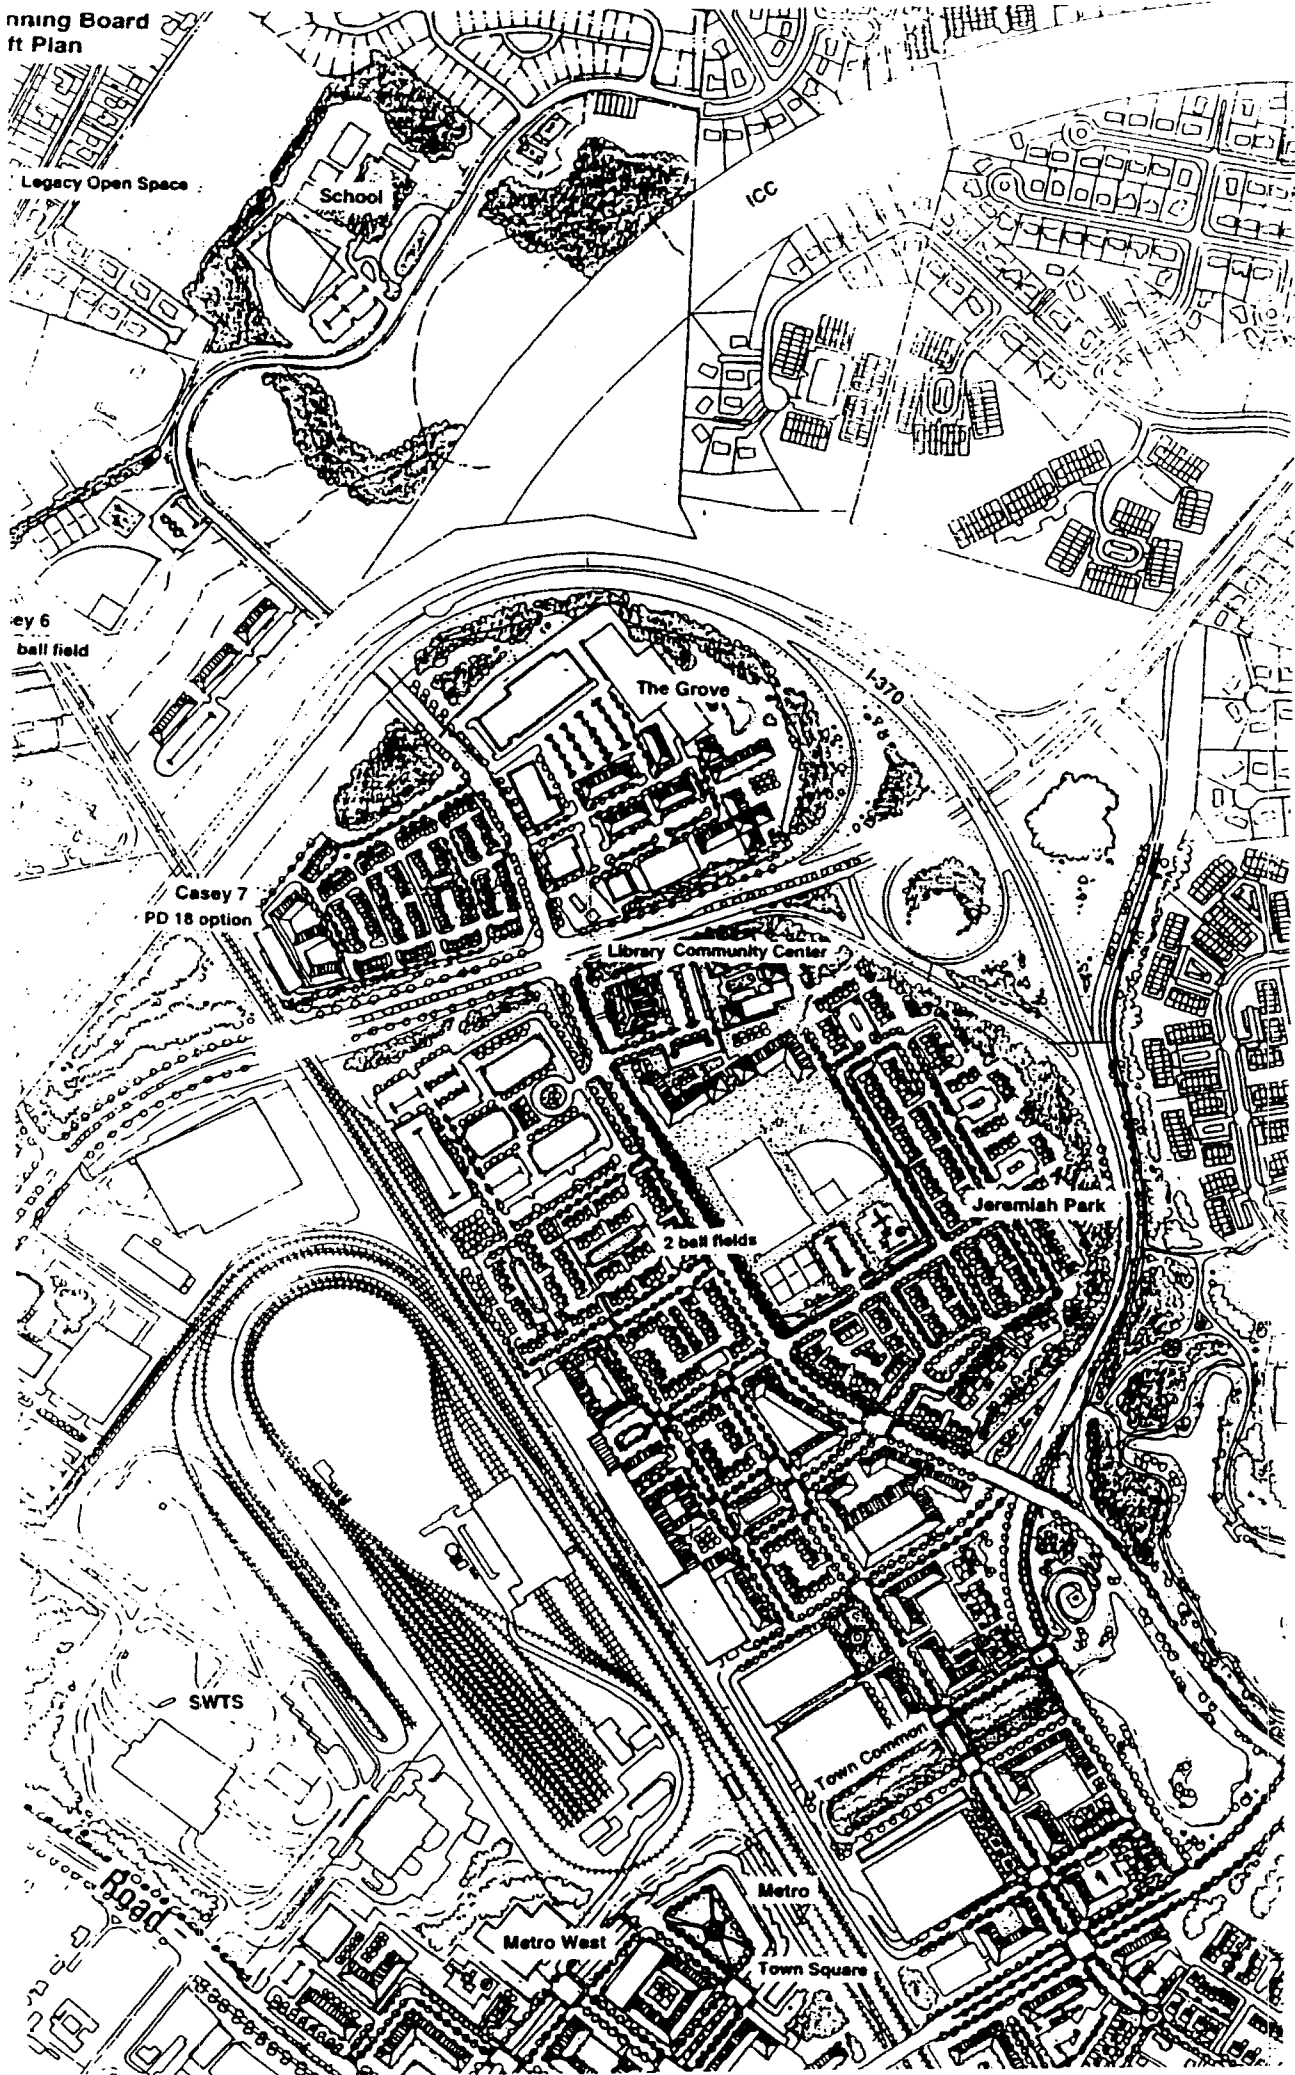 nning Board
ft Plan
Legacy Open Space
School
ICC
ey 6
ball field
The Grove
I-370
Casey 7
PD 18 option
Library Community Center
Jeremiah Park
2 ball fields
SWTS
Town Common
Road
Metro
Metro West
Town Square
1